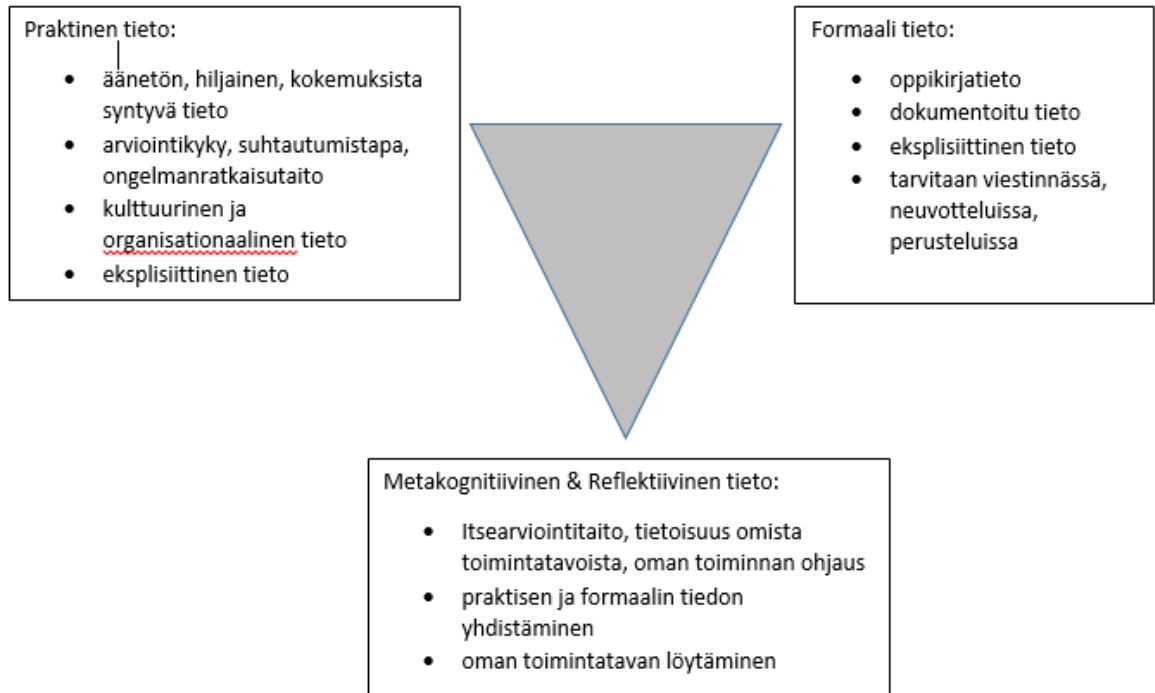 Praktinen tieto:
• äänetön, hiljainen, kokemuksista
syntyvä tieto
• arviointikyky, suhtautumistapa,
ongelmanratkaisutaito
• kulttuurinen ja
organisationaalinen tieto
• eksplisiittinen tieto
Formaali tieto:
• oppikirjatieto
• dokumentoitu tieto
• eksplisiittinen tieto
• tarvitaan viestinnässä,
neuvotteluissa,
perusteluissa
Metakognitiivinen & Reflektiivinen tieto:
• Itsearviointitaito, tietoisuus omista
toimintatavoista, oman toiminnan ohjaus
• praktisen ja formaalin tiedon
yhdistäminen
• oman toimintatavan löytäminen